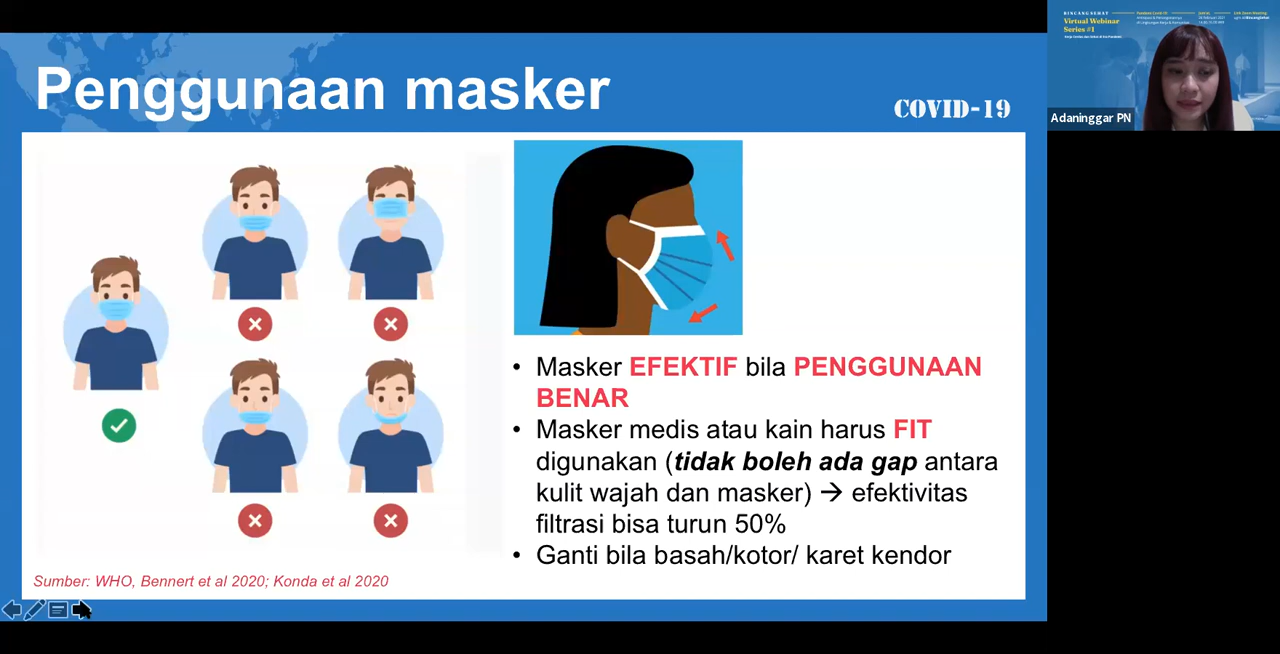 Penggunaan masker
COVID-19
Masker EFEKTIF bila PENGGUNAAN
BENAR
Masker medis atau kain harus FIT
digunakan (tidak boleh ada gap antara
kulit wajah dan masker) → efektivitas
filtrasi bisa turun 50%
Ganti bila basah/kotor/ karet kendor
Sumber: WHO, Bennert et al 2020; Konda et al 2020
BINCANG SEHAT
Virtual Webinar
Series #1
Adaninggar PN